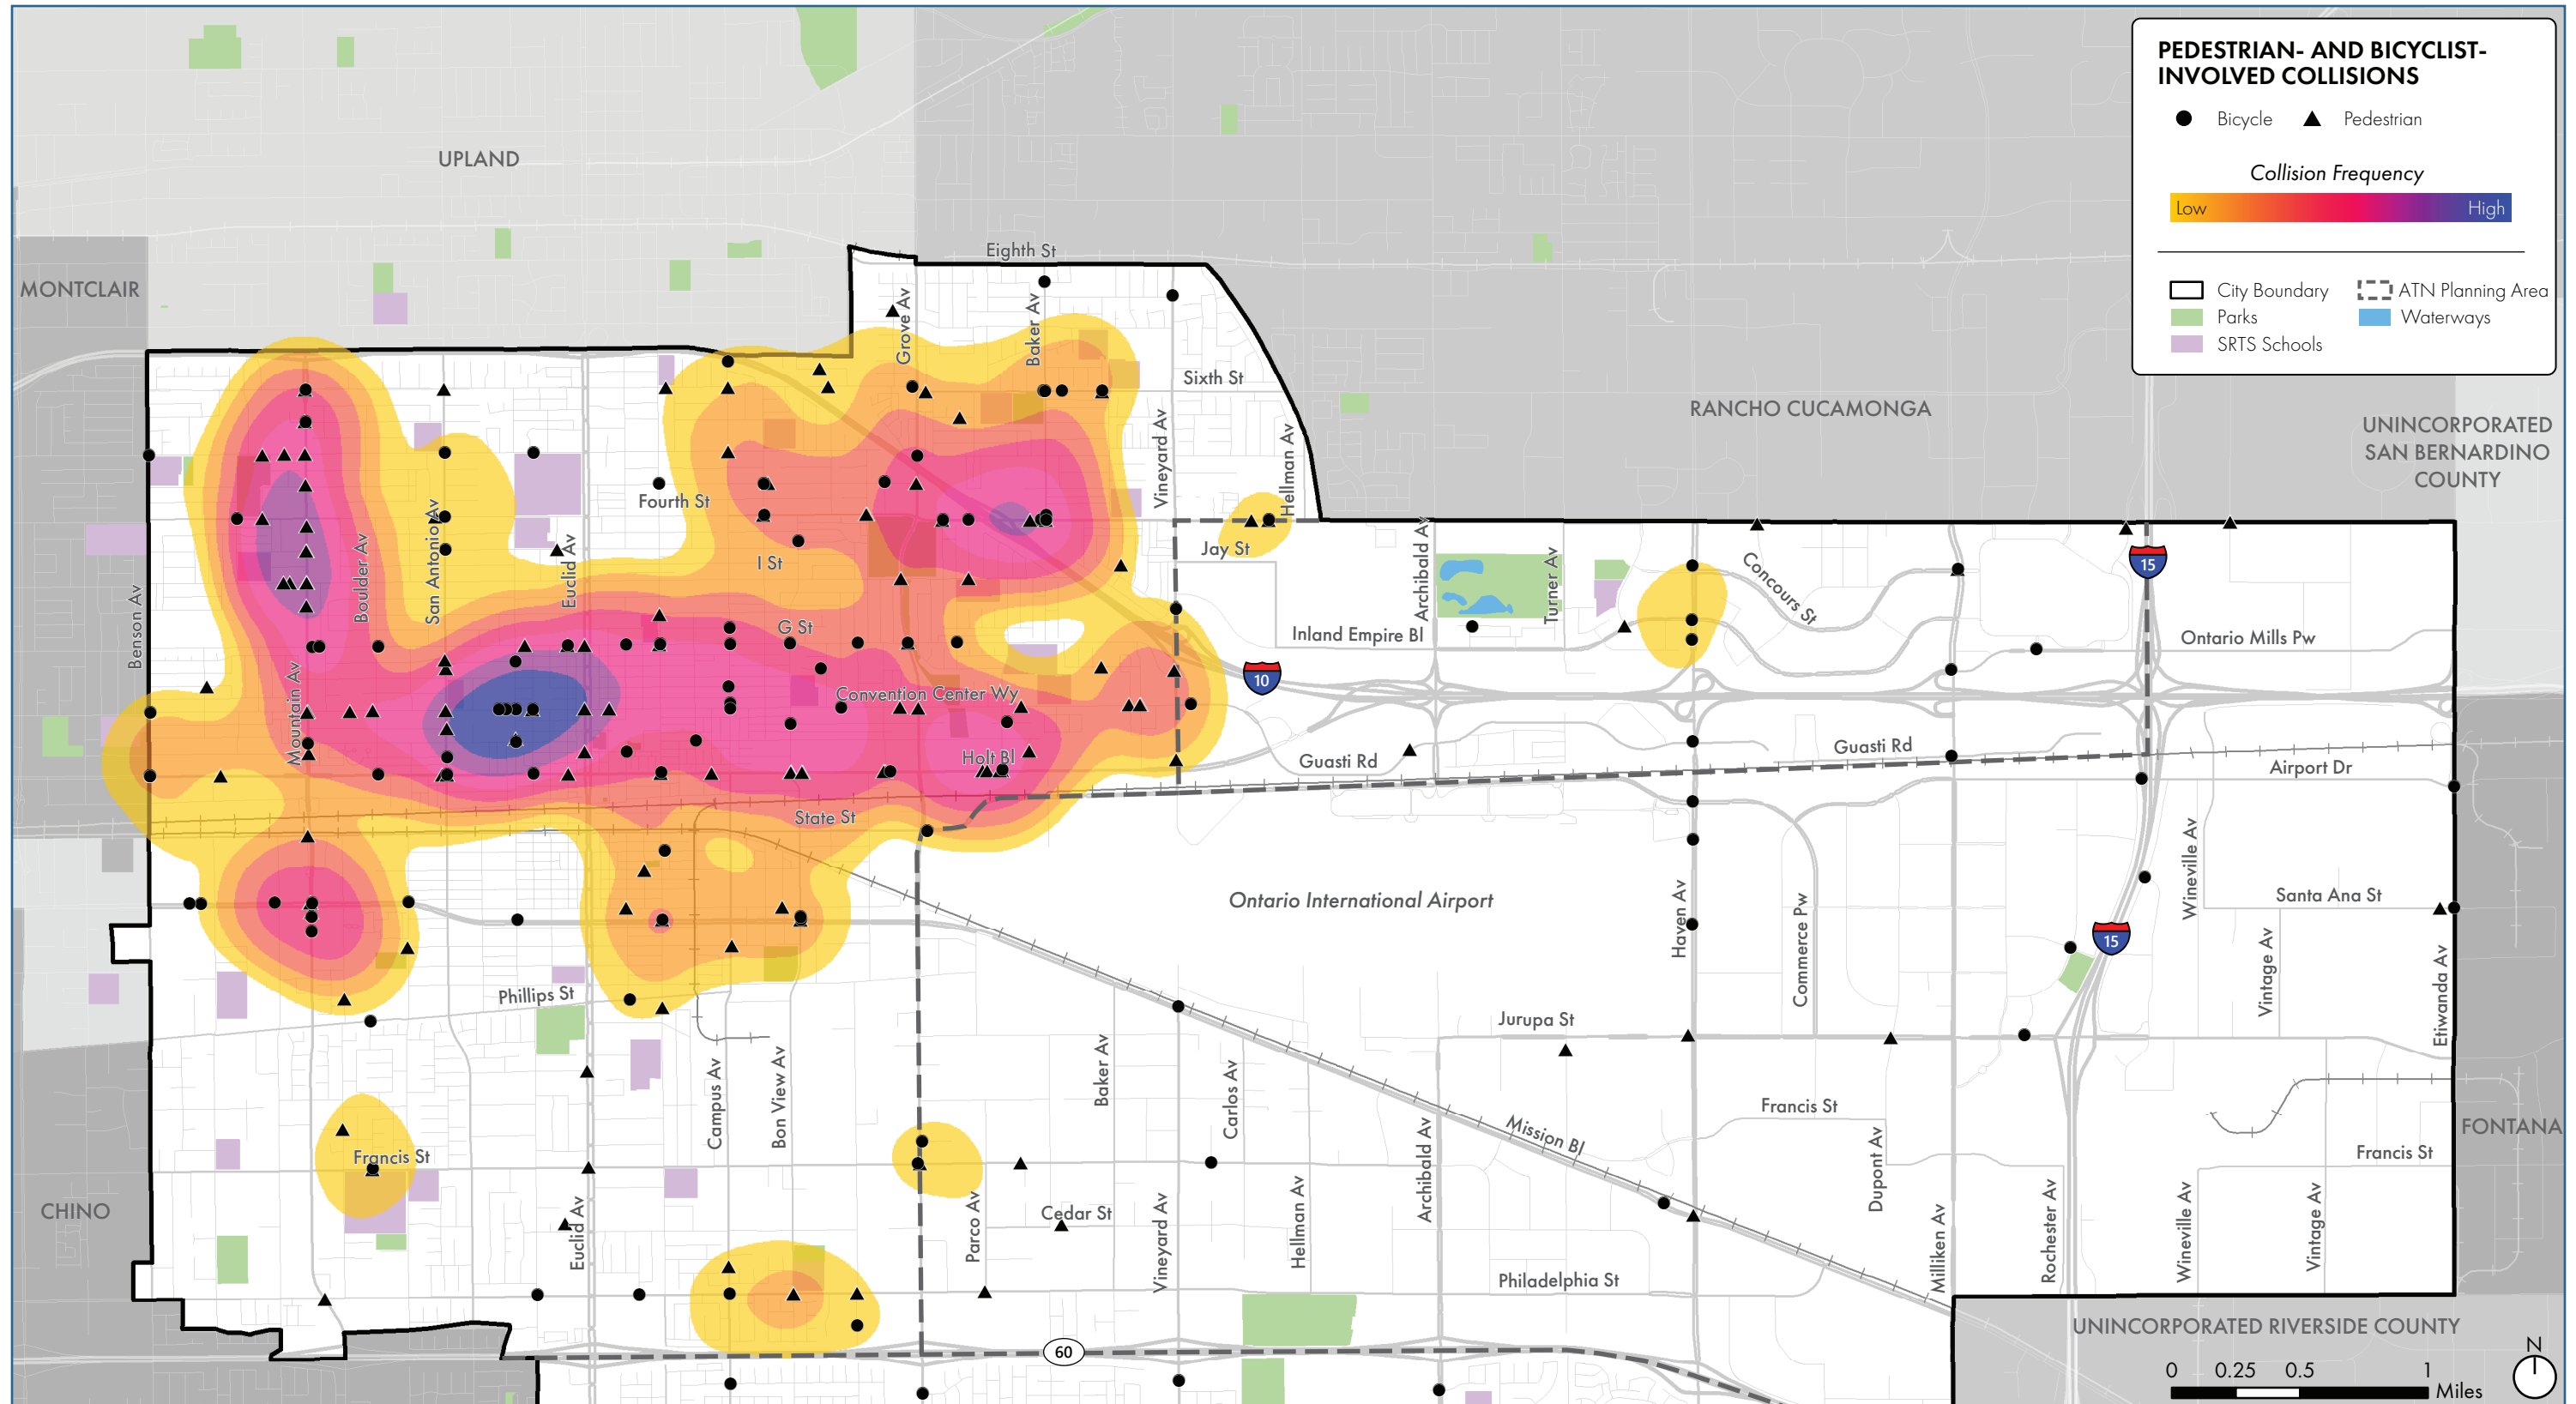 PEDESTRIAN- AND BICYCLIST-
INVOLVED COLLISIONS
Bicycle
Pedestrian
Collision Frequency
Low
High
City Boundary
ATN Planning Area
Parks
Waterways
SRTS Schools
UPLAND
MONTCLAIR
RANCHO CUCAMONGA
UNINCORPORATED
SAN BERNARDINO
COUNTY
Eighth St
Grove Av
Baker Av
Sixth St
Vineyard Av
Hellman Av
Fourth St
San Antonio Av
Euclid Av
Boulder Av
Benson Av
Mountain Av
I St
Jay St
G St
Archibald Av
Turner Av
Concours St
15
Inland Empire Bl
Ontario Mills Pw
10
Convention Center Wy
Holt Bl
Guasti Rd
Guasti Rd
Airport Dr
State St
Ontario International Airport
Haven Av
Commerce Pw
Wineville Av
Santa Ana St
15
Vintage Av
Etiwanda Av
Phillips St
Jurupa St
Campus Av
Bon View Av
Baker Av
Carlos Av
Francis St
Mission Bl
Dupont Av
FONTANA
Francis St
Francis St
CHINO
Euclid Av
Parco Av
Cedar St
Vineyard Av
Hellman Av
Archibald Av
Milliken Av
Rochester Av
Wineville Av
Vintage Av
Philadelphia St
60
UNINCORPORATED RIVERSIDE COUNTY
N
0 0.25 0.5 1
Miles